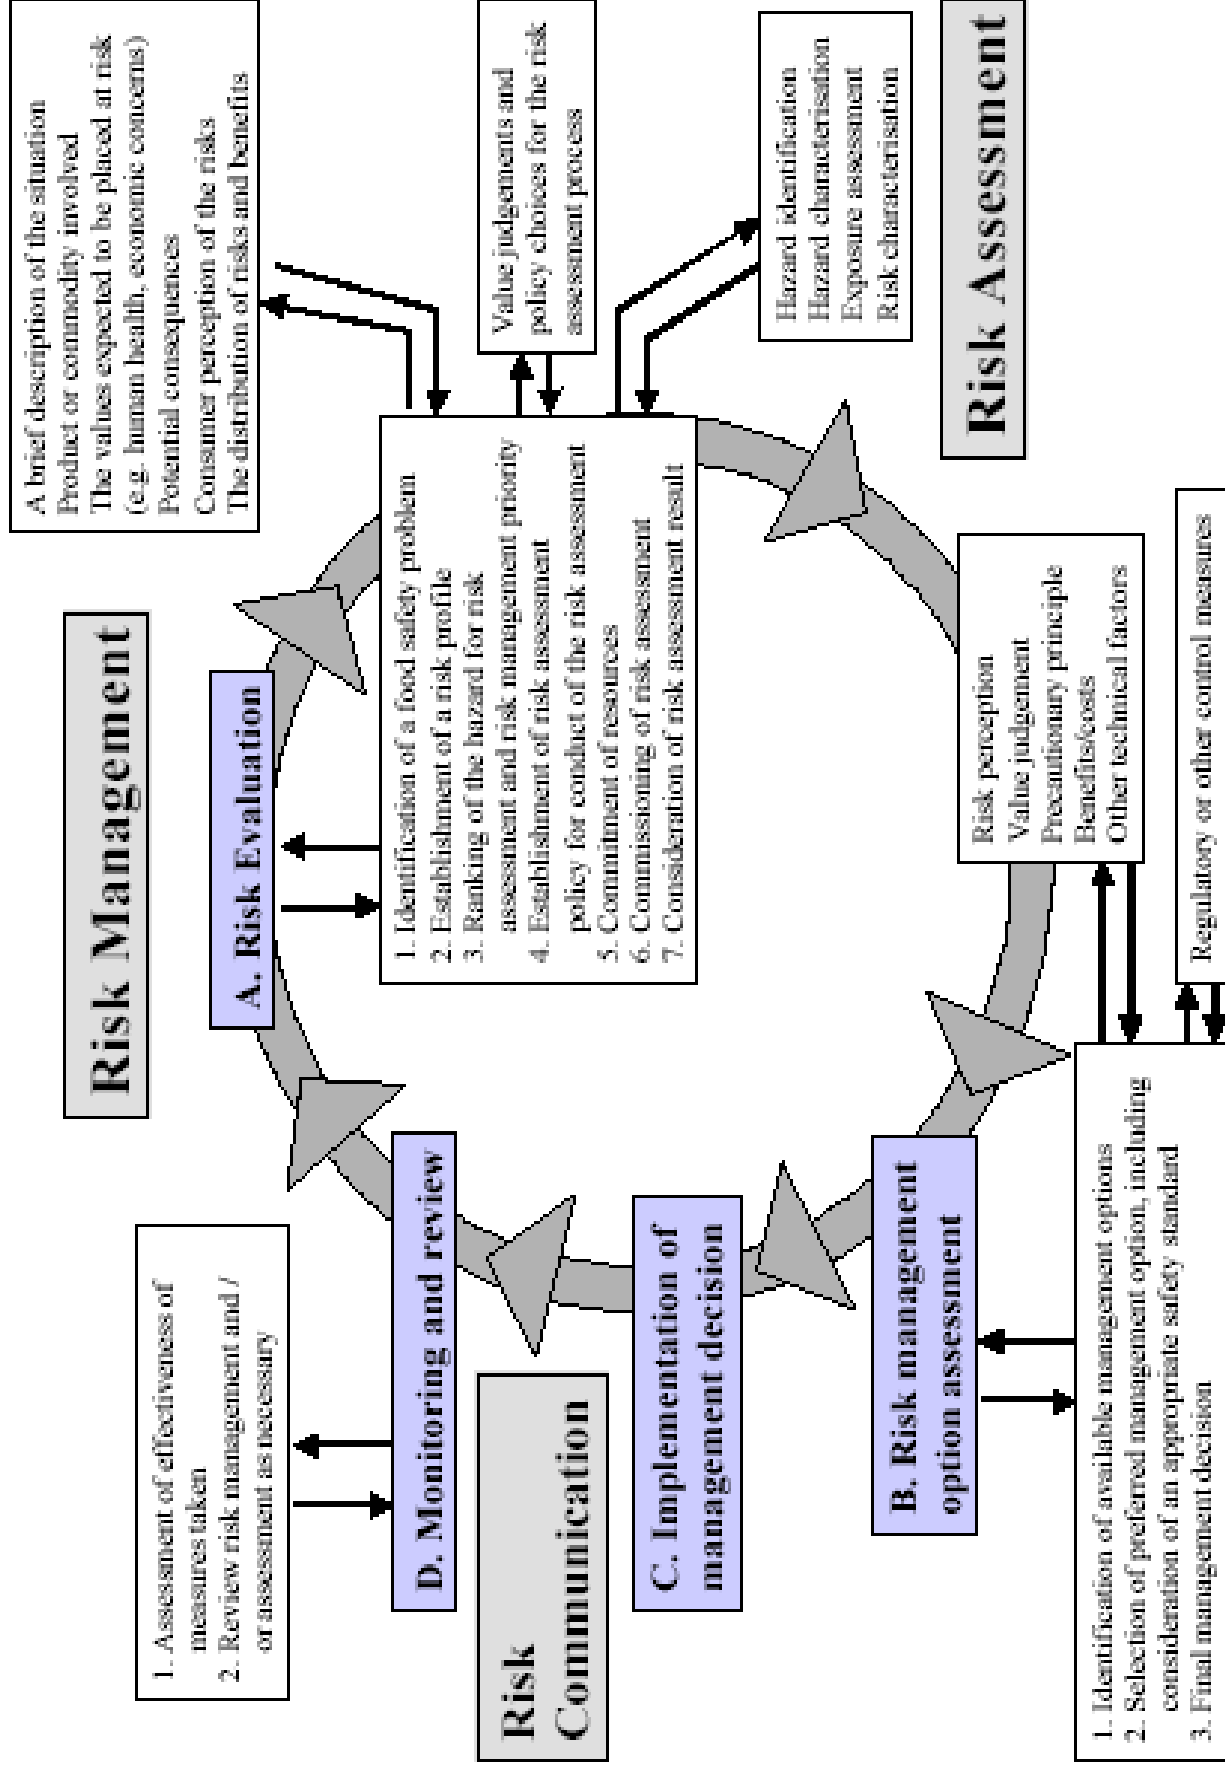 Risk Management
A brief description of the situation
Product or commodity involved
The values expected to be placed at risk
(e.g. human health, economic concerns)
Potential consequences
Consumer perception of the risks
The distribution of risks and benefits
1. Assessment of effectiveness of
measures taken
2. Review risk management and /
or assessment as necessary
A. Risk Evaluation
D. Monitoring and review
1. Identification of a food safety problem
2. Establishment of a risk profile
3. Ranking of the hazard for risk
assessment and risk management priority
4. Establishment of risk assessment
policy for conduct of the risk assessment
5. Commitment of resources
6. Commissioning of risk assessment
7. Consideration of risk assessment result
Value judgements and
policy choices for the risk
assessment process
Risk
Communication
C. Implementation of
management decision
Hazard identification
Hazard characterisation
Exposure assessment
Risk characterisation
B. Risk management
option assessment
Risk Assessment
Risk perception
Value judgement
Precautionary principle
Benefits/costs
Other technical factors
1. Identification of available management options
2. Selection of preferred management option, including
consideration of an appropriate safety standard
3. Final management decision
Regulatory or other control measures